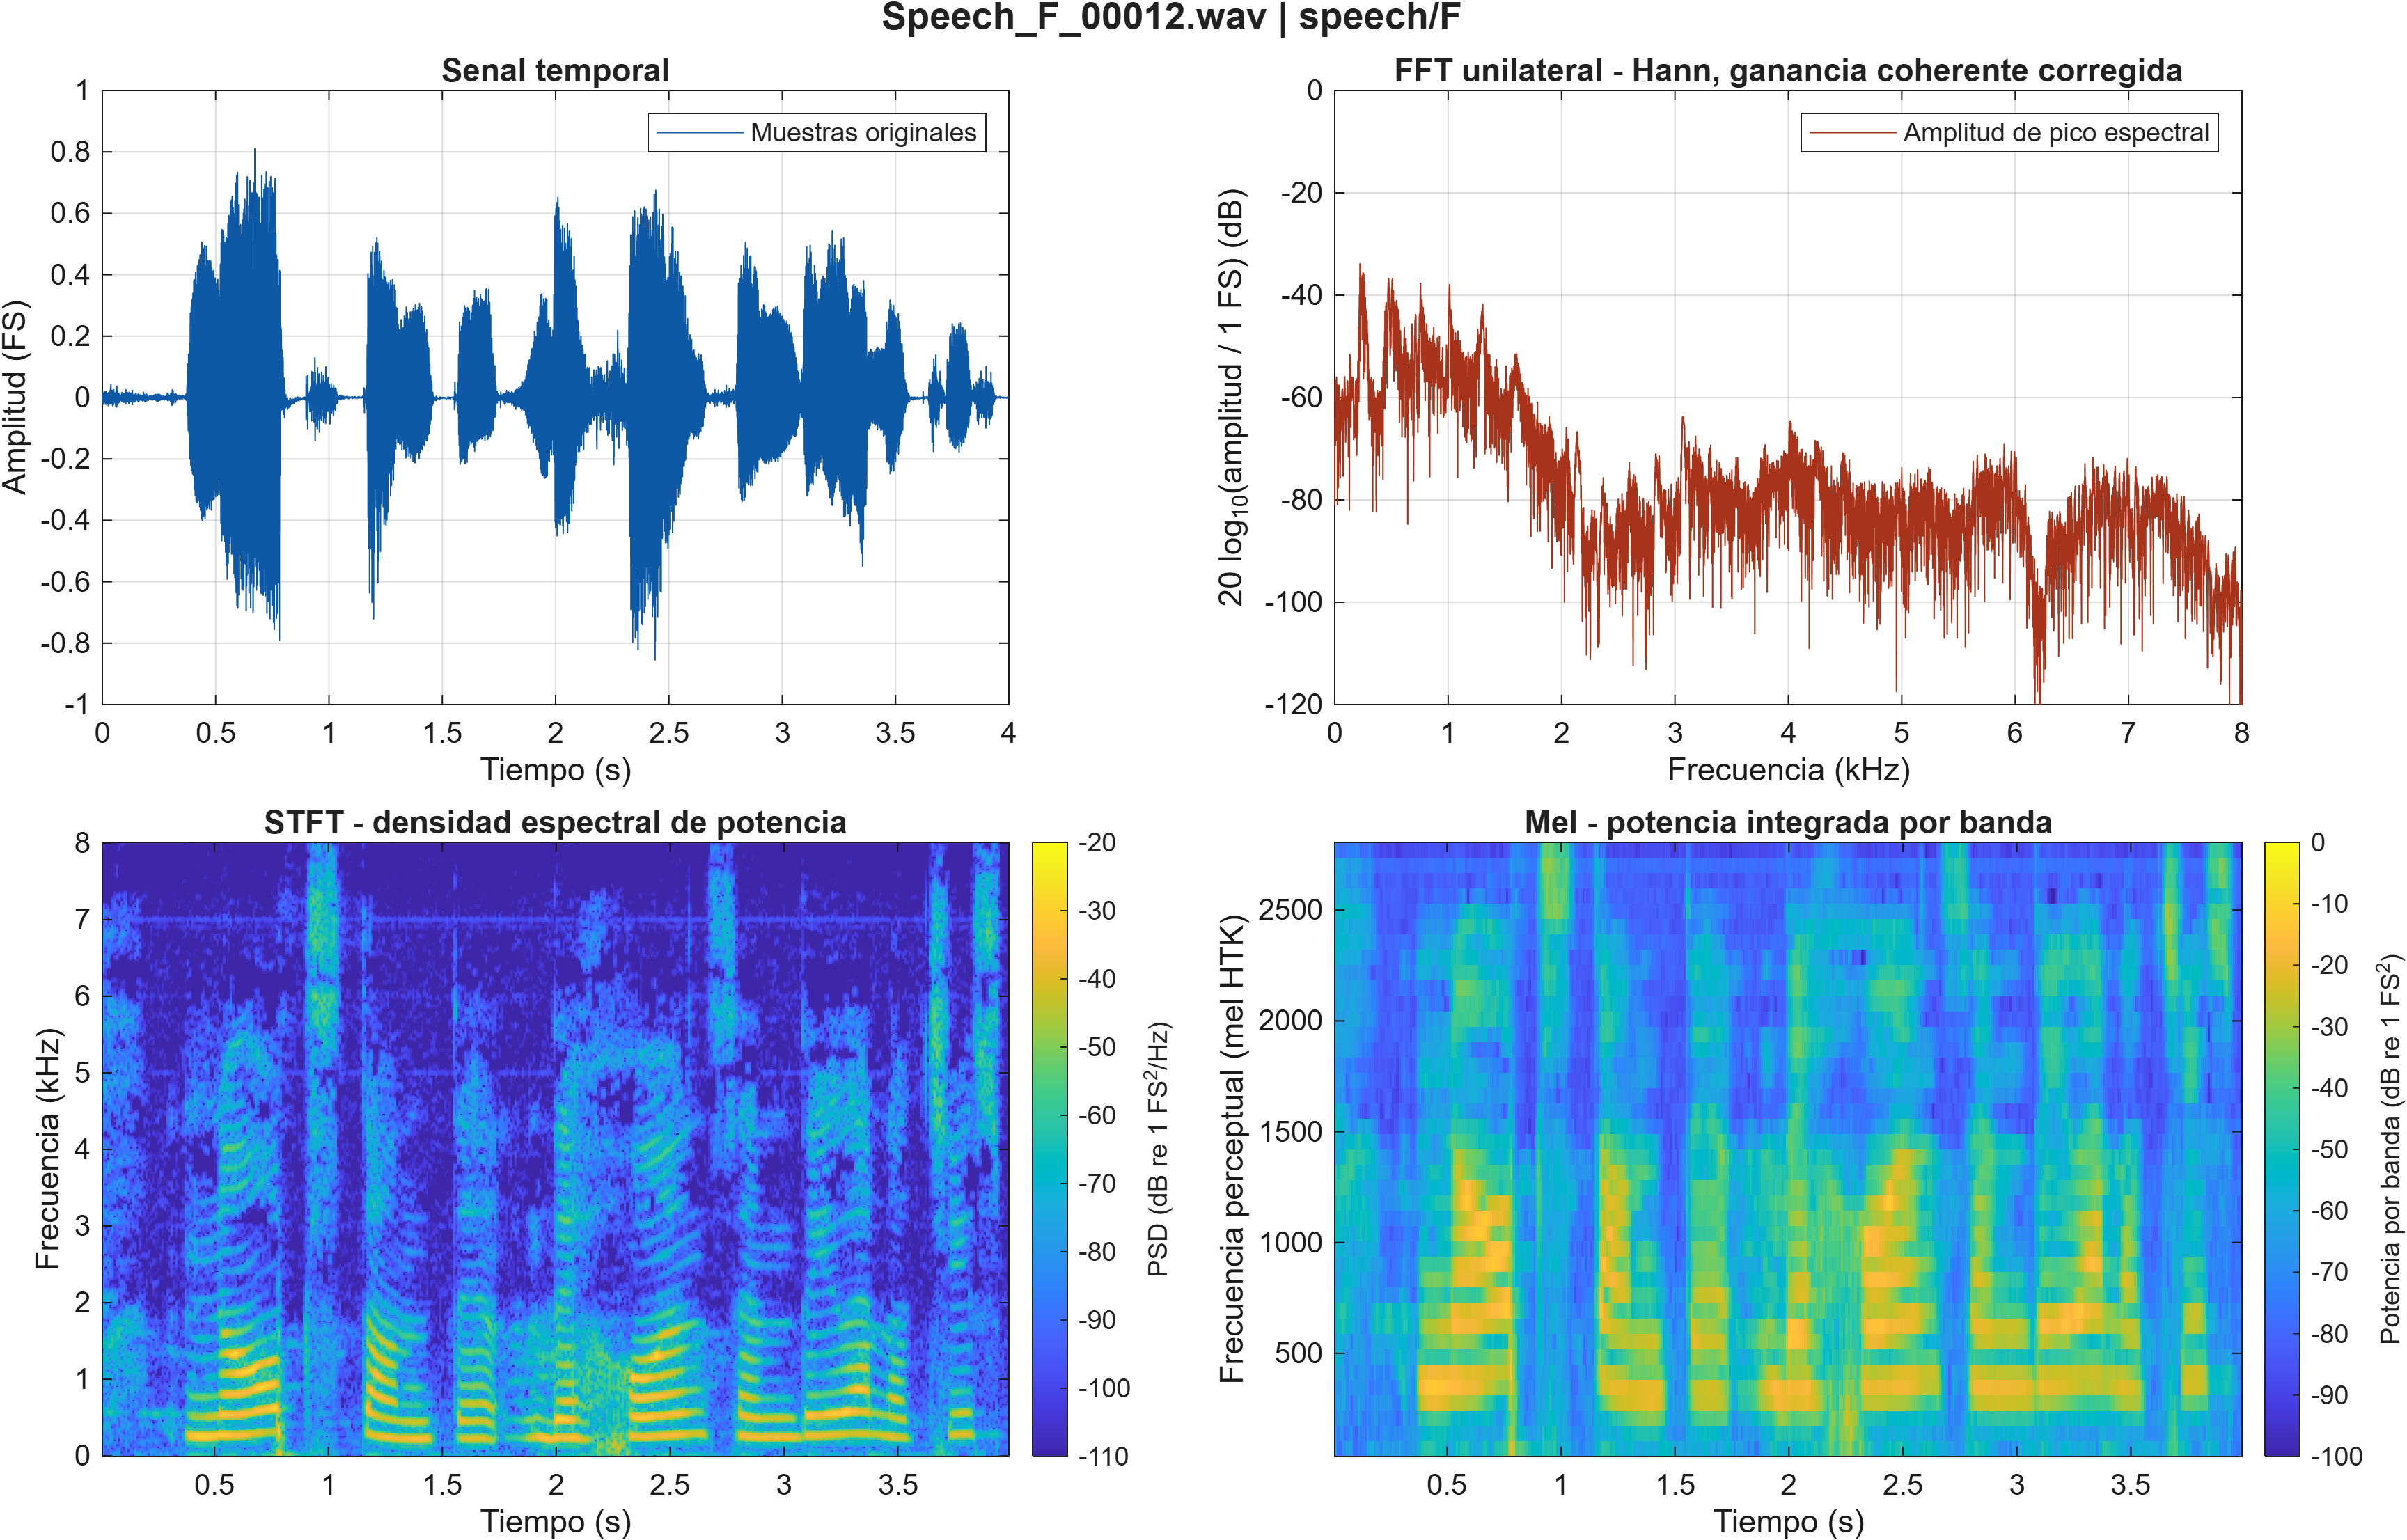 Speech_F_00012.wav | speech/F
Senal temporal
Muestras originales
1
0.8
0.6
0.4
0.2
0
-0.2
-0.4
-0.6
-0.8
-1
Amplitud (FS)
0 0.5 1 1.5 2 2.5 3 3.5 4
Tiempo (s)
FFT unilateral - Hann, ganancia coherente corregida
Amplitud de pico espectral
0
-20
-40
-60
-80
-100
-120
20 log10(amplitud / 1 FS) (dB)
0 1 2 3 4 5 6 7 8
Frecuencia (kHz)
STFT - densidad espectral de potencia
8
7
6
5
4
3
2
1
0
Frecuencia (kHz)
0.5 1 1.5 2 2.5 3 3.5
Tiempo (s)
-20
-30
-40
-50
-60
-70
-80
-90
-100
-110
PSD (dB re 1 FS²/Hz)
Mel - potencia integrada por banda
2500
2000
1500
1000
500
Frecuencia perceptual (mel HTK)
0.5 1 1.5 2 2.5 3 3.5
Tiempo (s)
0
-10
-20
-30
-40
-50
-60
-70
-80
-90
-100
Potencia por banda (dB re 1 FS²)